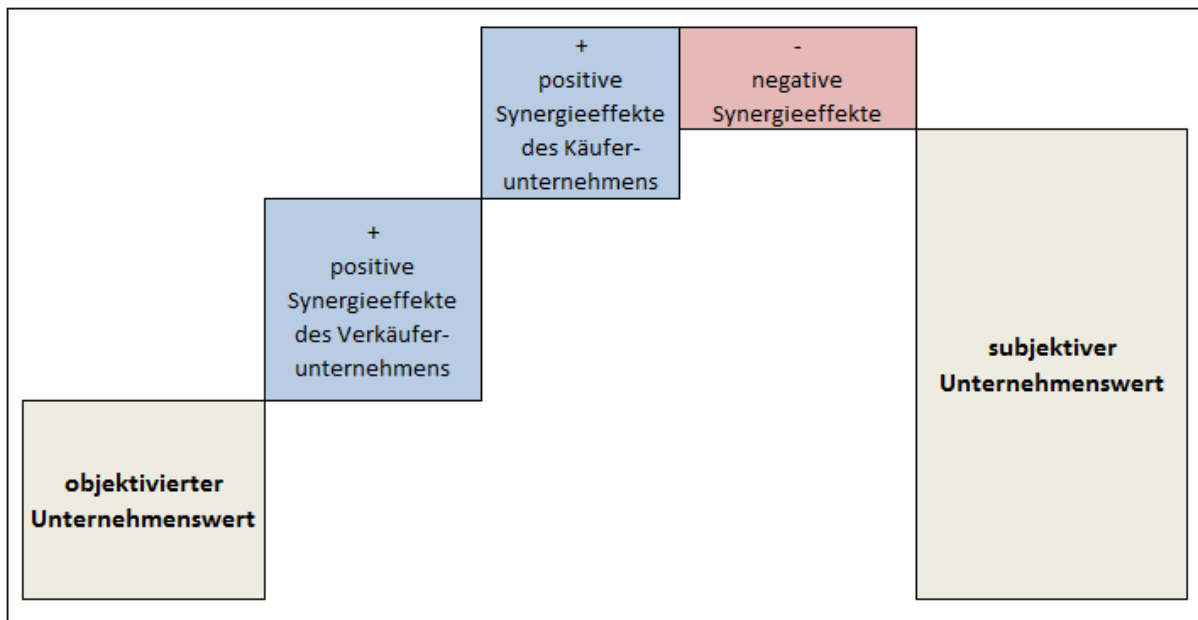 objektivierter
Unternehmenswert
+
positive
Synergieeffekte
des Verkäufer-
unternehmens
+
positive
Synergieeffekte
des Käufer-
unternehmens
-
negative
Synergieeffekte
subjektiver
Unternehmenswert